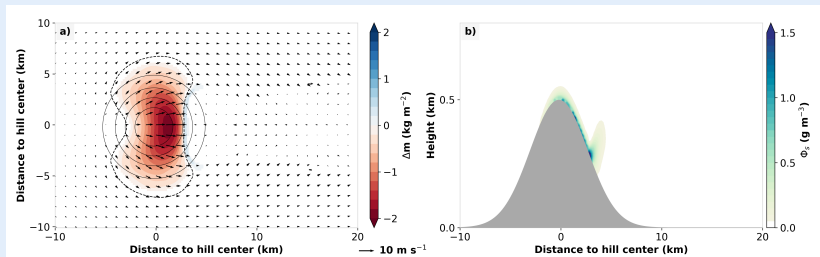 a)
10
5
0
−5
−10
−10
0
10
20
Distance to hill center (km)
Distance to hill center (km)
10 m s⁻¹
2
1
0
−1
−2
Δm (kg m⁻²)
b)
0.5
0.0
−10
0
10
20
Height (km)
Distance to hill center (km)
1.5
1.0
0.5
0.0
Φₛ (g m⁻³)